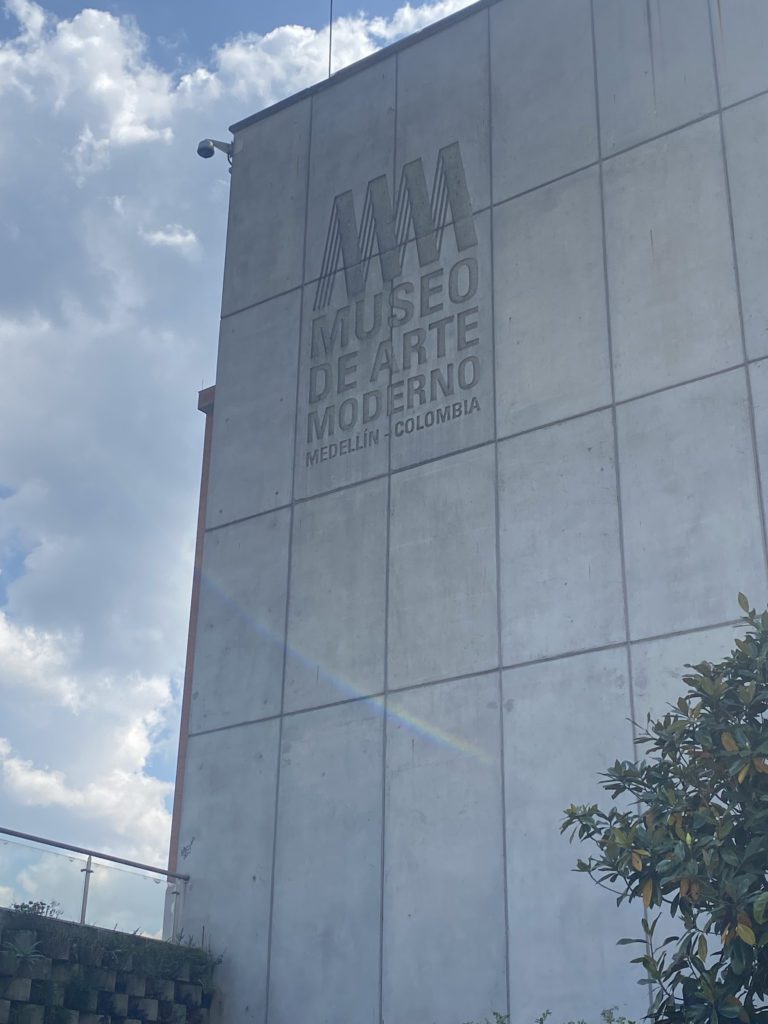 MUSEO
DE ARTE
MODERNO
MEDELLÍN - COLOMBIA